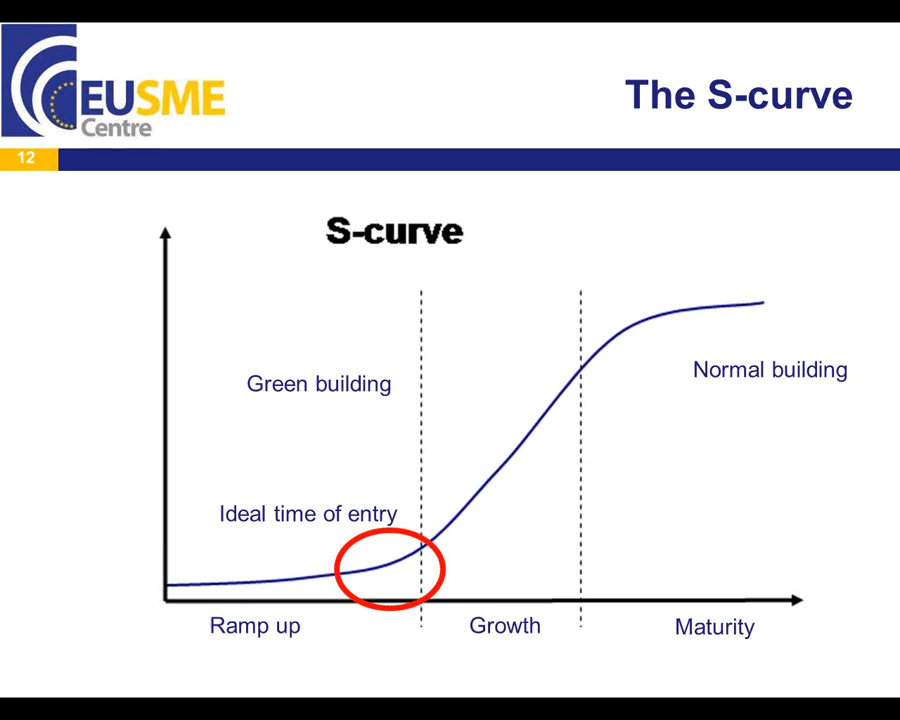 EUSME
Centre
The S-curve
12
S-curve
Green building
Normal building
Ideal time of entry
Ramp up
Growth
Maturity